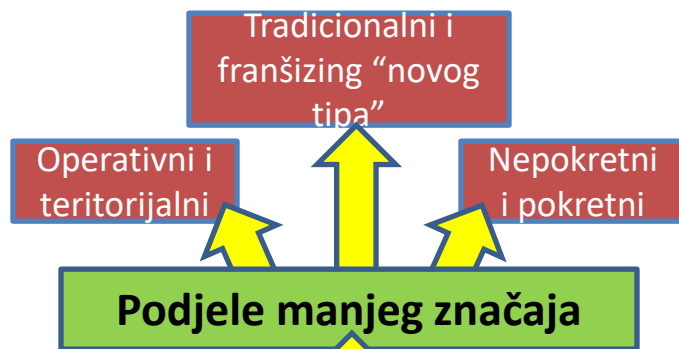 Tradicionalni i
franšizing “novog
tipa”
Operativni i
teritorijalni
Nepokretni
i pokretni
Podjele manjeg značaja